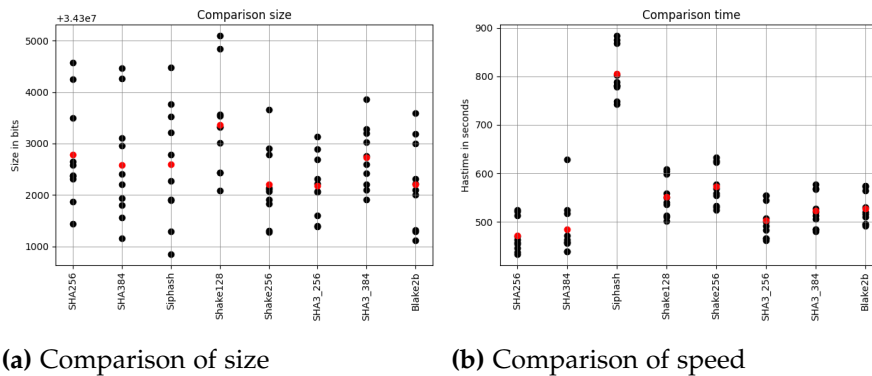 Comparison size
+3.43e7
5000
4000
3000
2000
1000
Size in bits
SHA256
SHA384
Siphash
Shake128
Shake256
SHA3_256
SHA3_384
Blake2b
Comparison time
900
800
700
600
500
Hastime in seconds
SHA256
SHA384
Siphash
Shake128
Shake256
SHA3_256
SHA3_384
Blake2b
(a) Comparison of size
(b) Comparison of speed